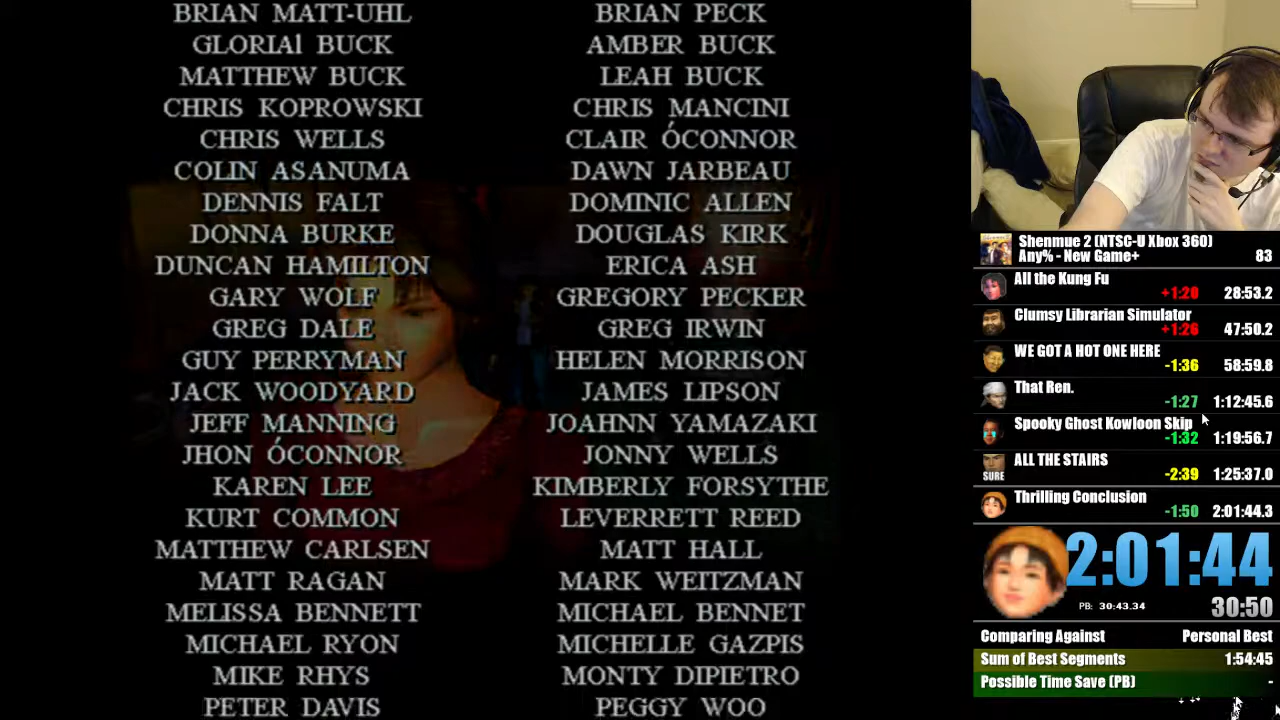 BRIAN MATT-UHL BRIAN PECK
GLORIAl BUCK AMBER BUCK
MATTHEW BUCK LEAH BUCK
CHRIS KOPROWSKI CHRIS MANCINI
CHRIS WELLS CLAIR ÓCONNOR
COLIN ASANUMA DAWN JARBEAU
DENNIS FALT DOMINIC ALLEN
DONNA BURKE DOUGLAS KIRK
DUNCAN HAMILTON ERICA ASH
GARY WOLF GREGORY PECKER
GREG DALE GREG IRWIN
GUY PERRYMAN HELEN MORRISON
JACK WOODYARD JAMES LIPSON
JEFF MANNING JOAHNN YAMAZAKI
JHON ÓCONNOR JONNY WELLS
KAREN LEE KIMBERLY FORSYTHE
KURT COMMON LEVERRETT REED
MATTHEW CARLSEN MATT HALL
MATT RAGAN MARK WEITZMAN
MELISSA BENNETT MICHAEL BENNET
MICHAEL RYON MICHELLE GAZPIS
MIKE RHYS MONTY DIPIETRO
PETER DAVIS PEGGY WOO
Shenmue 2 (NTSC-U Xbox 360)
Any% - New Game+ 83
All the Kung Fu
+1:20 28:53.2
Clumsy Librarian Simulator
+1:26 47:50.2
WE GOT A HOT ONE HERE
-1:36 58:59.8
That Ren.
-1:27 1:12:45.6
Spooky Ghost Kowloon Skip
-1:32 1:19:56.7
ALL THE STAIRS
SURE -2:39 1:25:37.0
Thrilling Conclusion
-1:50 2:01:44.3
2:01:44
PB: 30:43.34 30:50
Comparing Against Personal Best
Sum of Best Segments 1:54:45
Possible Time Save (PB) -